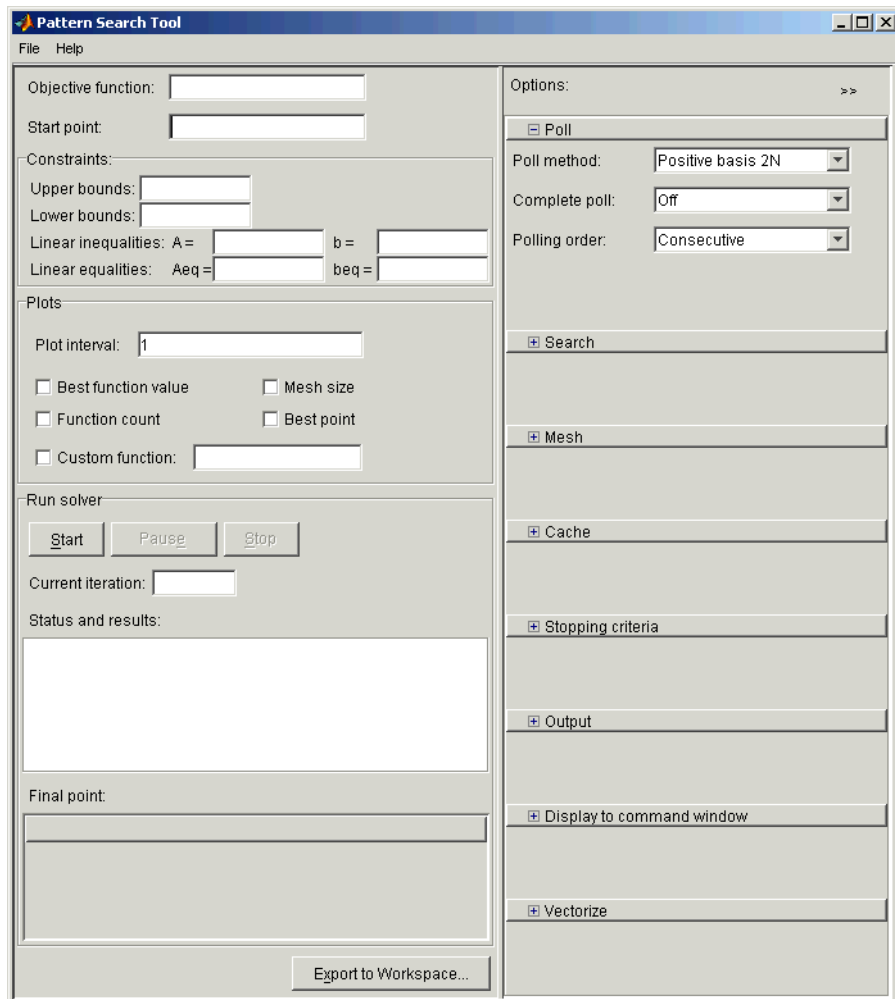 Pattern Search Tool
File Help
Objective function:
Start point:
Constraints:
Upper bounds:
Lower bounds:
Linear inequalities: A = b =
Linear equalities: Aeq = beq =
Plots
Plot interval: 1
Best function value Mesh size
Function count Best point
Custom function:
Run solver
Start Pause Stop
Current iteration:
Status and results:
Final point:
Export to Workspace...
Options: >>
Poll
Poll method: Positive basis 2N
Complete poll: Off
Polling order: Consecutive
Search
Mesh
Cache
Stopping criteria
Output
Display to command window
Vectorize